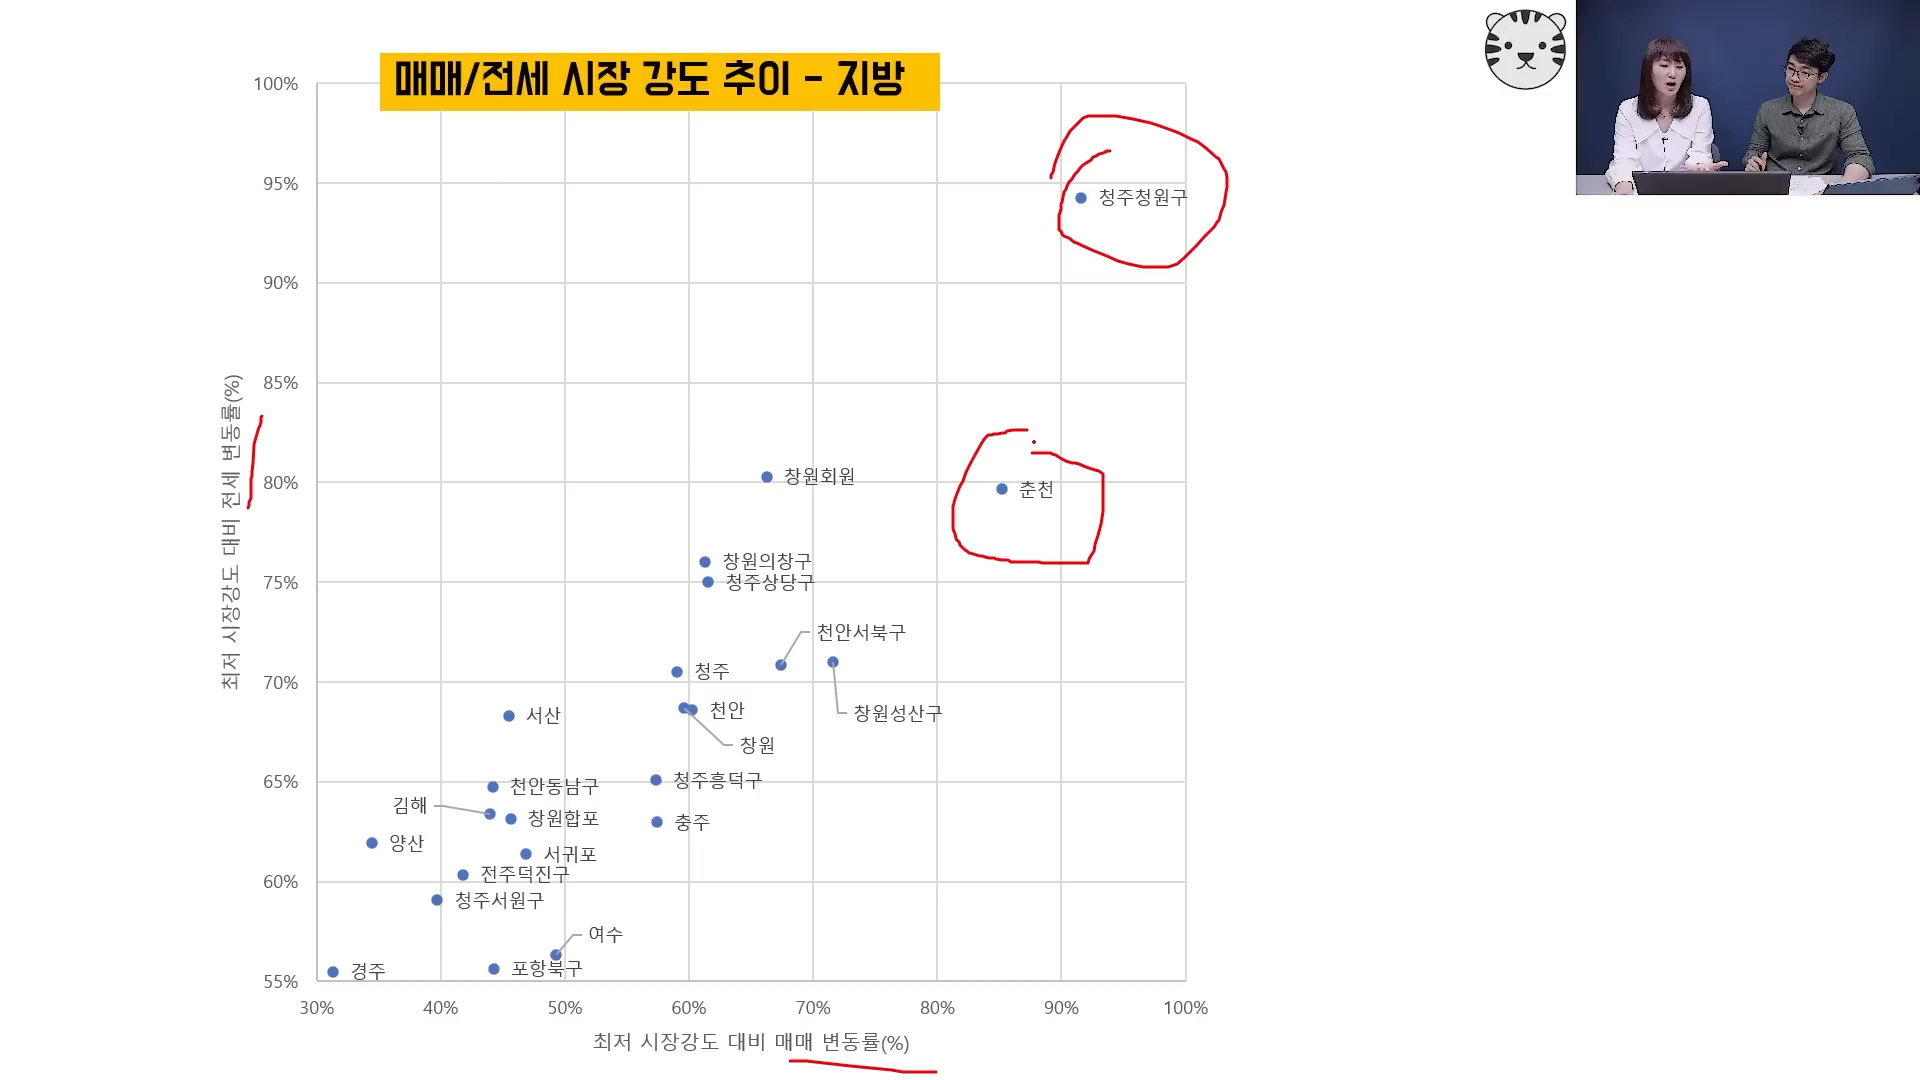 매매/전세 시장 강도 추이 - 지방
100%
95%
90%
85%
80%
75%
70%
65%
60%
55%
최저 시장강도 대비 전세 변동률(%)
청주청원구
창원회원
춘천
창원의창구
청주상당구
천안서북구
청주
창원성산구
서산
천안
창원
청주흥덕구
천안동남구
김해
창원합포
충주
양산
서귀포
전주덕진구
청주서원구
여수
포항북구
경주
30%
40%
50%
60%
70%
80%
90%
100%
최저 시장강도 대비 매매 변동률(%)